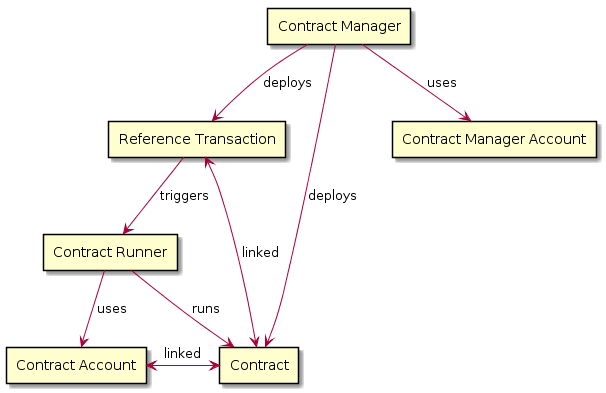 Contract Manager
deploys
uses
Reference Transaction
Contract Manager Account
triggers
deploys
Contract Runner
linked
uses
runs
linked
Contract Account
Contract